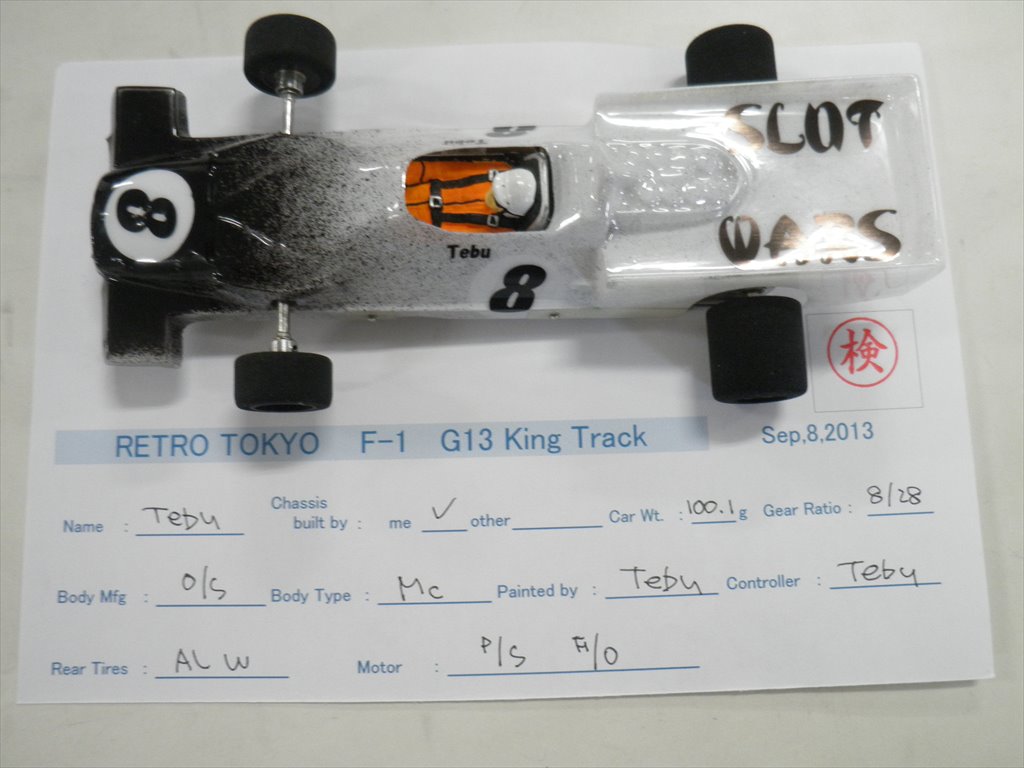 SLOT
WARS
8
8
8
Tebu
検
RETRO TOKYO F-1 G13 King Track Sep,8,2013
Name : Tebu Chassis built by : me ✓ other Car Wt. : 100.1 g Gear Ratio : 8/28
Body Mfg : O/S Body Type : Mc Painted by : Tebu Controller : Tebu
Rear Tires : AL W Motor : P/S H/O